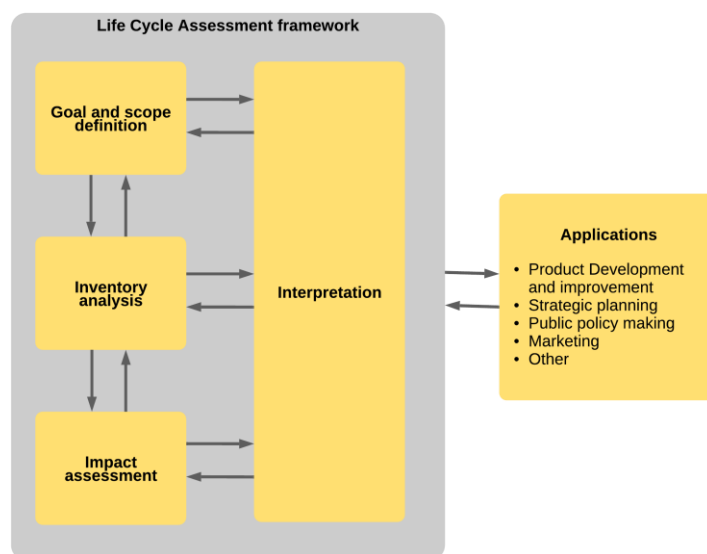 Life Cycle Assessment framework
Goal and scope
definition
Inventory
analysis
Impact
assessment
Interpretation
Applications
• Product Development
and improvement
• Strategic planning
• Public policy making
• Marketing
• Other